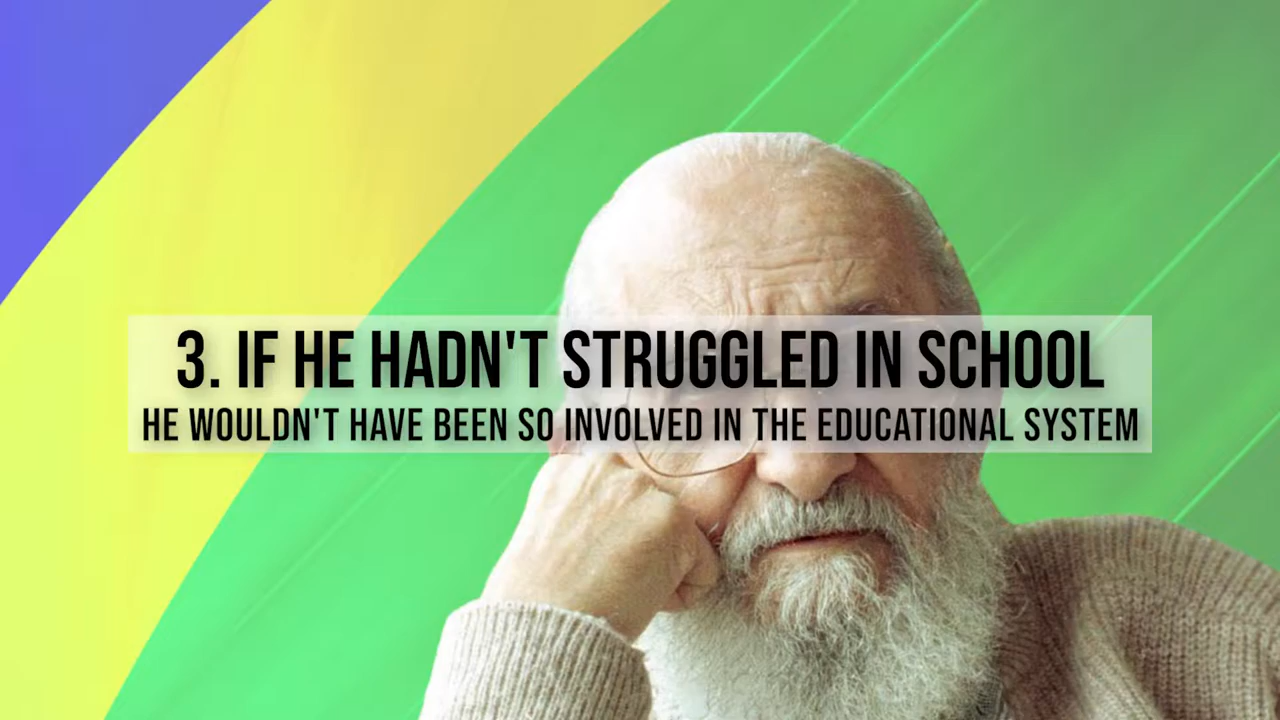 3. IF HE HADN'T STRUGGLED IN SCHOOL
HE WOULDN'T HAVE BEEN SO INVOLVED IN THE EDUCATIONAL SYSTEM